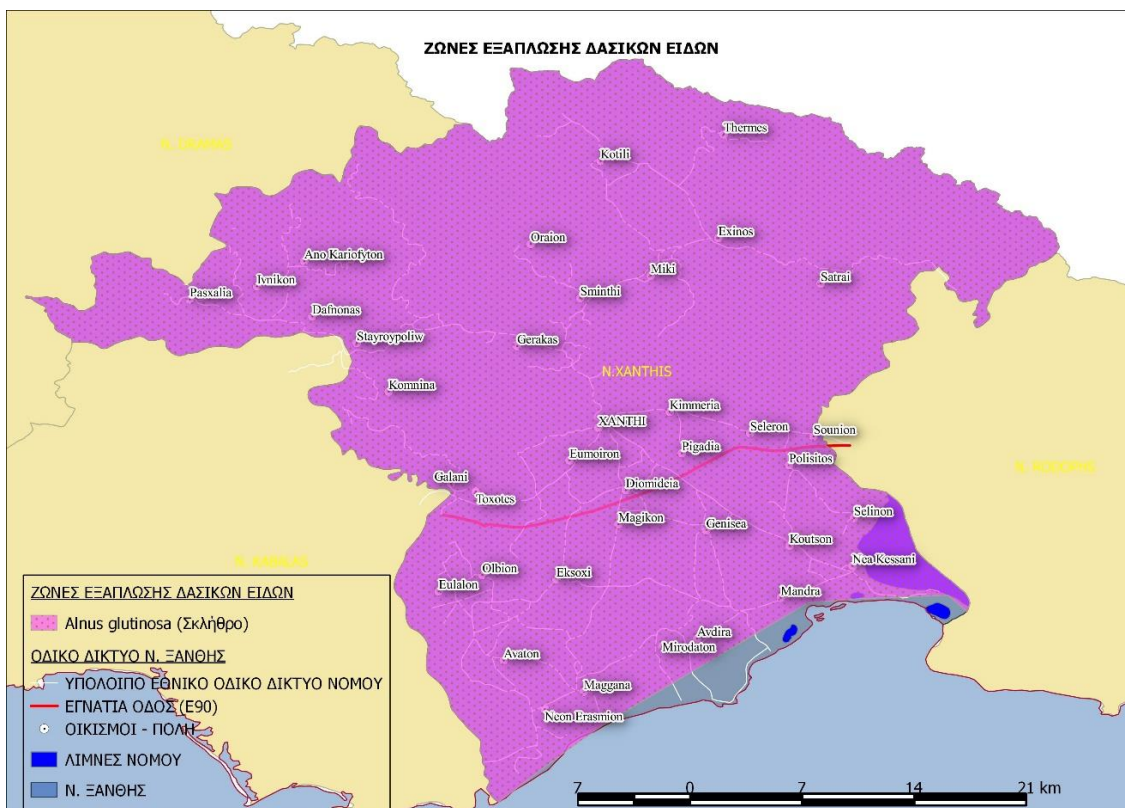 ΖΩΝΕΣ ΕΞΑΠΛΩΣΗΣ ΔΑΣΙΚΩΝ ΕΙΔΩΝ
Thermes
Kotili
Exinos
Oraion
Ano Kariofyton
Miki
Satrai
Ivnikon
Sminthi
Pasxalia
Dafnonas
Stayroypoliw
Gerakas
N.XANTHIS
Komnina
Kimmeria
XANTHI
Seleron
Sounion
Pigadia
Eumoiron
Polisitos
Galani
Diomideia
Toxotes
Selinon
Magikon
Genisea
Koutson
Nea Kessani
Olbion
Eksoxi
Eulalon
Mandra
Avdira
Mirodaton
Avaton
Maggana
Neon Erasmion
ΖΩΝΕΣ ΕΞΑΠΛΩΣΗΣ ΔΑΣΙΚΩΝ ΕΙΔΩΝ
Alnus glutinosa (Σκλήθρο)
ΟΔΙΚΟ ΔΙΚΤΥΟ Ν. ΞΑΝΘΗΣ
ΥΠΟΛΟΙΠΟ ΕΘΝΙΚΟ ΟΔΙΚΟ ΔΙΚΤΥΟ ΝΟΜΟΥ
ΕΓΝΑΤΙΑ ΟΔΟΣ (Ε90)
ΟΙΚΙΣΜΟΙ - ΠΟΛΗ
ΛΙΜΝΕΣ ΝΟΜΟΥ
Ν. ΞΑΝΘΗΣ
7 0 7 14 21 km